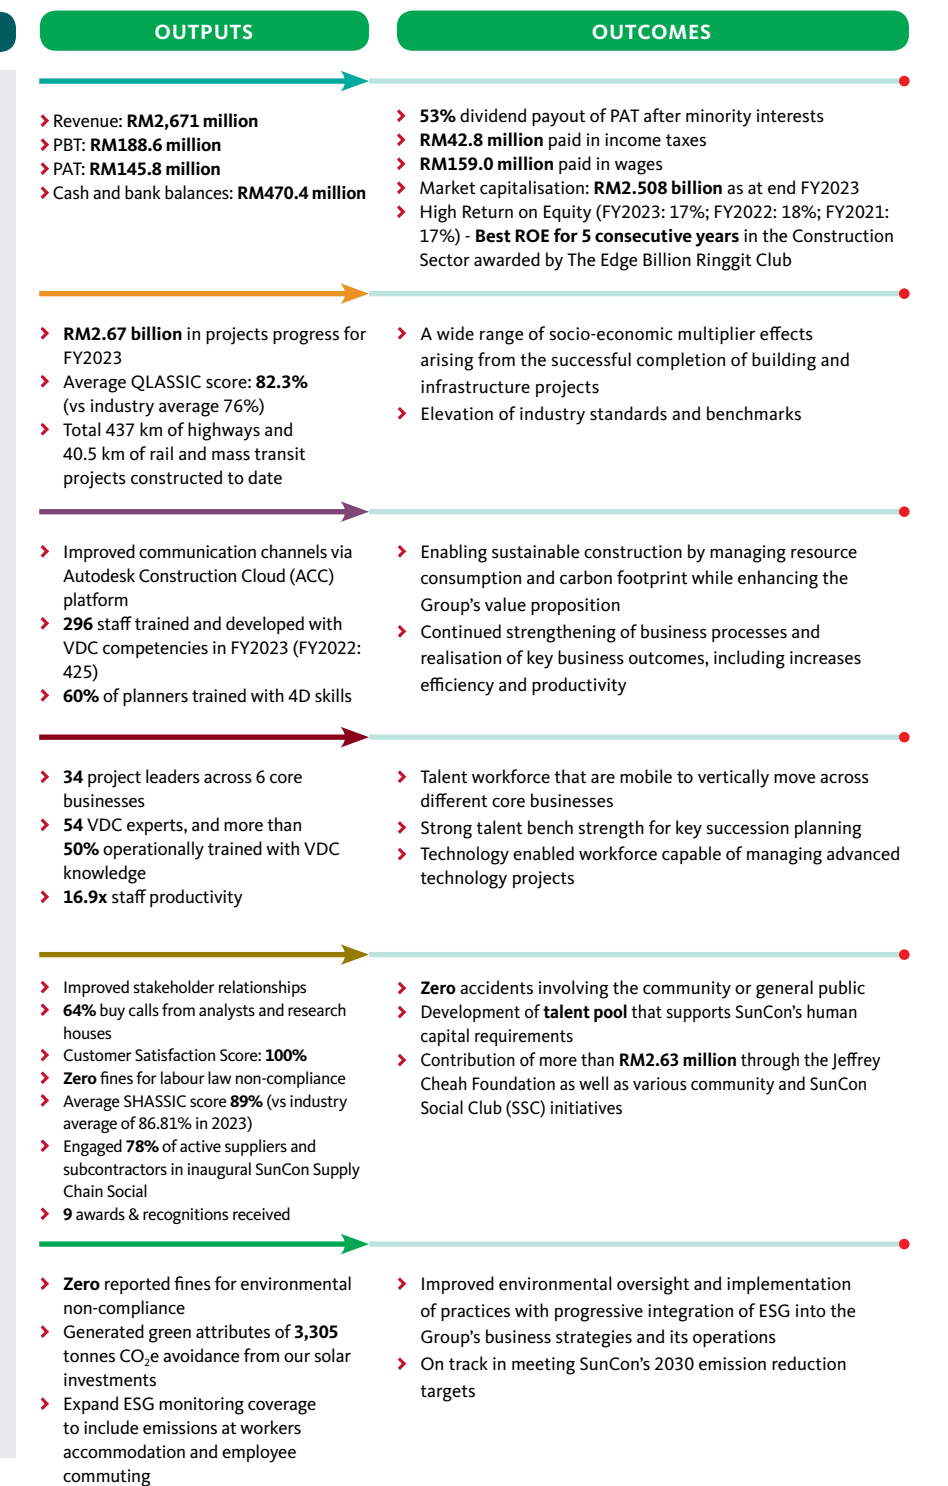 OUTPUTS
OUTCOMES
Revenue: RM2,671 million
PBT: RM188.6 million
PAT: RM145.8 million
Cash and bank balances: RM470.4 million
53% dividend payout of PAT after minority interests
RM42.8 million paid in income taxes
RM159.0 million paid in wages
Market capitalisation: RM2.508 billion as at end FY2023
High Return on Equity (FY2023: 17%; FY2022: 18%; FY2021:
17%) - Best ROE for 5 consecutive years in the Construction
Sector awarded by The Edge Billion Ringgit Club
RM2.67 billion in projects progress for
FY2023
Average QLASSIC score: 82.3%
(vs industry average 76%)
Total 437 km of highways and
40.5 km of rail and mass transit
projects constructed to date
A wide range of socio-economic multiplier effects
arising from the successful completion of building and
infrastructure projects
Elevation of industry standards and benchmarks
Improved communication channels via
Autodesk Construction Cloud (ACC)
platform
296 staff trained and developed with
VDC competencies in FY2023 (FY2022:
425)
60% of planners trained with 4D skills
Enabling sustainable construction by managing resource
consumption and carbon footprint while enhancing the
Group's value proposition
Continued strengthening of business processes and
realisation of key business outcomes, including increases
efficiency and productivity
34 project leaders across 6 core
businesses
54 VDC experts, and more than
50% operationally trained with VDC
knowledge
16.9x staff productivity
Talent workforce that are mobile to vertically move across
different core businesses
Strong talent bench strength for key succession planning
Technology enabled workforce capable of managing advanced
technology projects
Improved stakeholder relationships
64% buy calls from analysts and research
houses
Customer Satisfaction Score: 100%
Zero fines for labour law non-compliance
Average SHASSIC score 89% (vs industry
average of 86.81% in 2023)
Engaged 78% of active suppliers and
subcontractors in inaugural SunCon Supply
Chain Social
9 awards & recognitions received
Zero accidents involving the community or general public
Development of talent pool that supports SunCon's human
capital requirements
Contribution of more than RM2.63 million through the Jeffrey
Cheah Foundation as well as various community and SunCon
Social Club (SSC) initiatives
Zero reported fines for environmental
non-compliance
Generated green attributes of 3,305
tonnes CO₂e avoidance from our solar
investments
Expand ESG monitoring coverage
to include emissions at workers
accommodation and employee
commuting
Improved environmental oversight and implementation
of practices with progressive integration of ESG into the
Group's business strategies and its operations
On track in meeting SunCon's 2030 emission reduction
targets